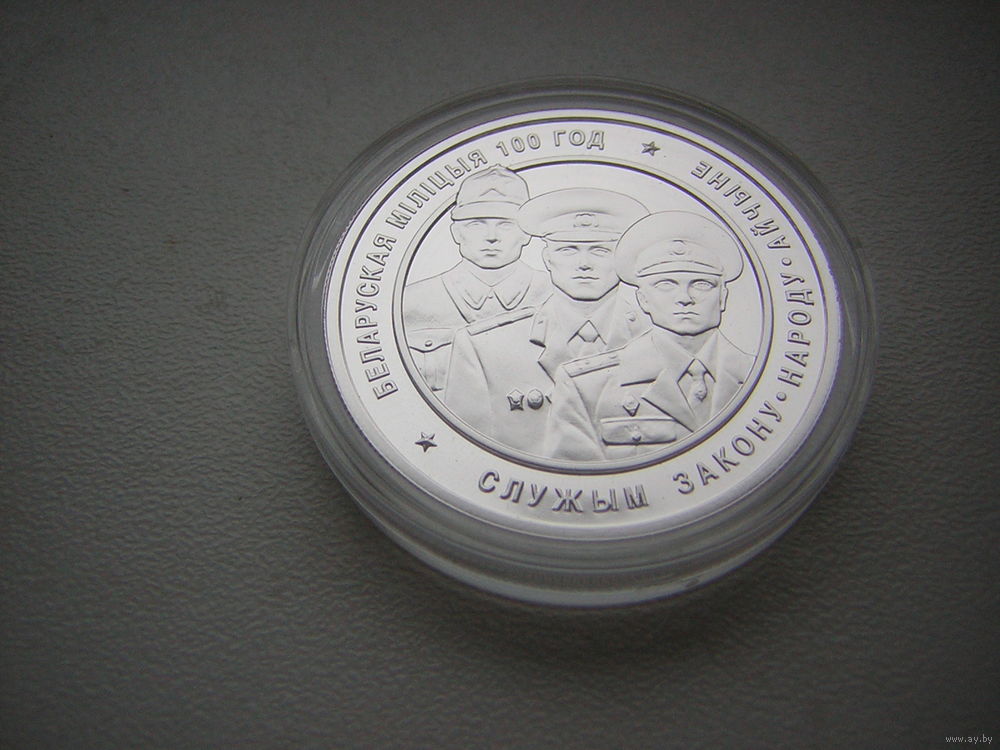 БЕЛАРУСКАЯ МІЛІЦЫЯ 100 ГОД
СЛУЖЫМ ЗАКОНУ • НАРОДУ • АЙЧЫНЕ
www.ay.by